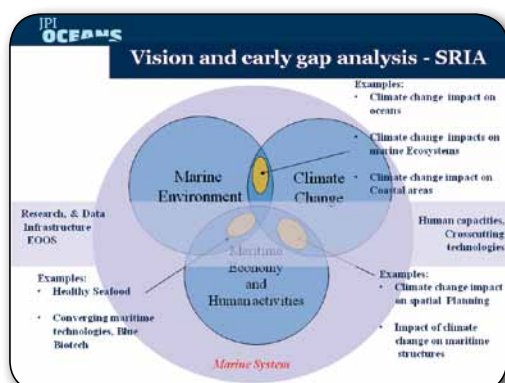 JPI
OCEANS
Vision and early gap analysis - SRIA
Examples:
• Climate change impact on
oceans
• Climate change impacts on
marine Ecosystems
• Climate change impact on
Coastal areas
Marine
Environment
Climate
Change
Research, & Data
Infrastructure
EOOS
Human capacities,
Crosscutting
technologies
Maritime
Economy
and
Human activities
Examples:
• Healthy Seafood
• Converging maritime
technologies, Blue
Biotech
Examples:
• Climate change impact
on spatial Planning
• Impact of climate
change on maritime
structures
Marine System